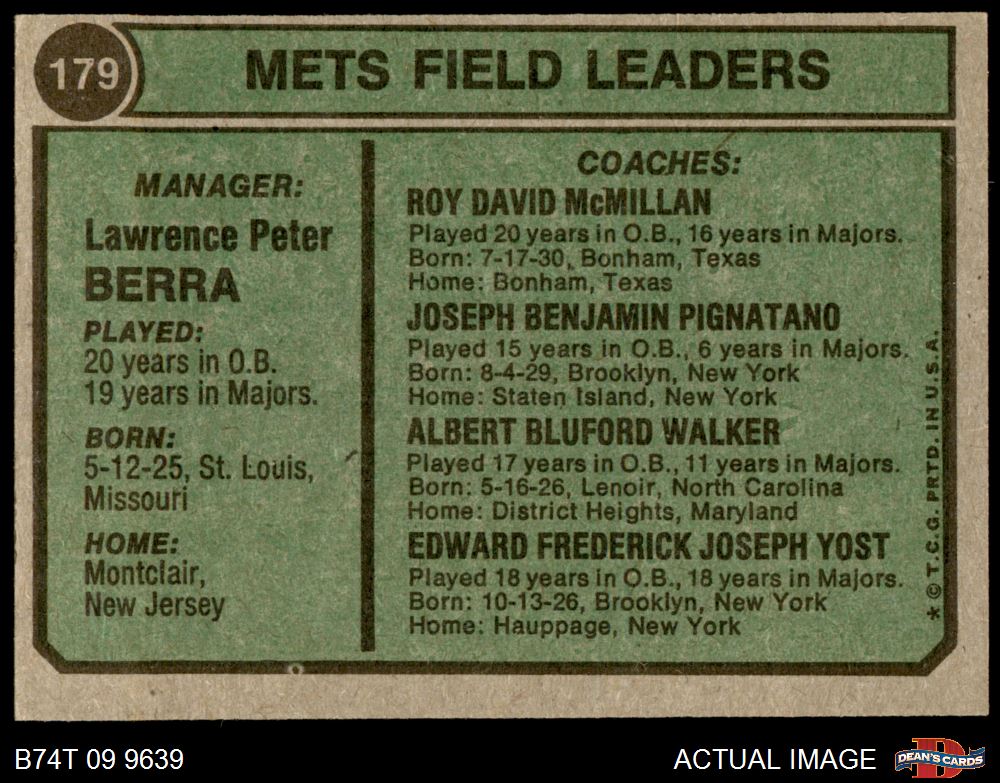 179
METS FIELD LEADERS
MANAGER:
Lawrence Peter
BERRA
PLAYED:
20 years in O.B.
19 years in Majors.
BORN:
5-12-25, St. Louis,
Missouri
HOME:
Montclair,
New Jersey
COACHES:
ROY DAVID McMILLAN
Played 20 years in O.B., 16 years in Majors.
Born: 7-17-30, Bonham, Texas
Home: Bonham, Texas
JOSEPH BENJAMIN PIGNATANO
Played 15 years in O.B., 6 years in Majors.
Born: 8-4-29, Brooklyn, New York
Home: Staten Island, New York
ALBERT BLUFORD WALKER
Played 17 years in O.B., 11 years in Majors.
Born: 5-16-26, Lenoir, North Carolina
Home: District Heights, Maryland
EDWARD FREDERICK JOSEPH YOST
Played 18 years in O.B., 18 years in Majors.
Born: 10-13-26, Brooklyn, New York
Home: Hauppage, New York
* © T.C.G. PRTD. IN U.S.A.
B74T 09 9639
ACTUAL IMAGE
DEAN'S CARDS